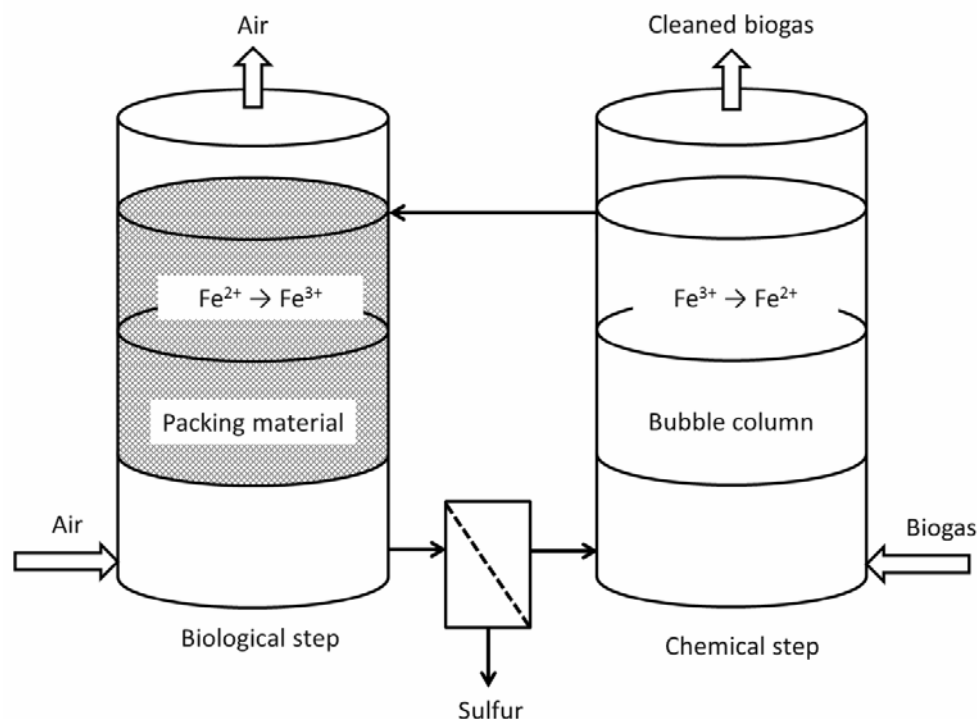 Air
Cleaned biogas
Fe²⁺ → Fe³⁺
Fe³⁺ → Fe²⁺
Packing material
Bubble column
Air
Biogas
Biological step
Chemical step
Sulfur